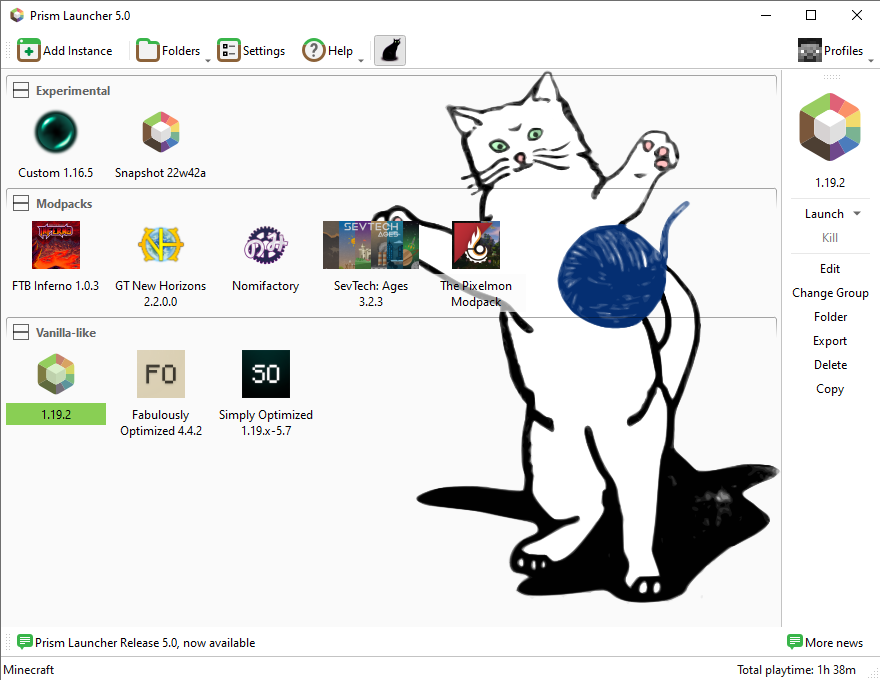 Prism Launcher 5.0
Add Instance
Folders
Settings
Help
Profiles
Experimental
Custom 1.16.5
Snapshot 22w42a
Modpacks
SEVTECH
AGES
FTB Inferno 1.0.3
GT New Horizons
2.2.0.0
Nomifactory
SevTech: Ages
3.2.3
The Pixelmon
Modpack
Vanilla-like
FO
SO
1.19.2
Fabulously
Optimized 4.4.2
Simply Optimized
1.19.x-5.7
1.19.2
Launch
Kill
Edit
Change Group
Folder
Export
Delete
Copy
Prism Launcher Release 5.0, now available
More news
Minecraft
Total playtime: 1h 38m